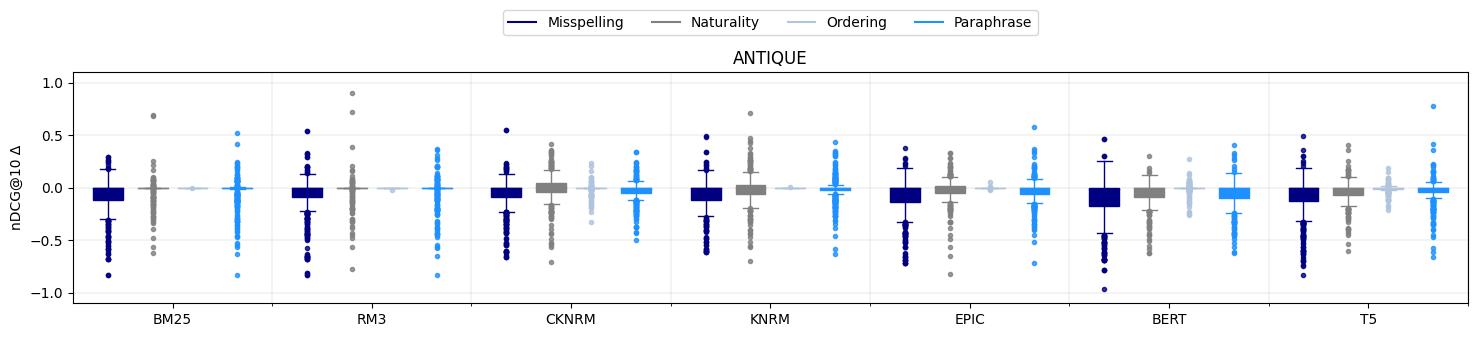 Misspelling Naturality Ordering Paraphrase
ANTIQUE
nDCG@10 Δ
1.0
0.5
0.0
−0.5
−1.0
BM25 RM3 CKNRM KNRM EPIC BERT T5